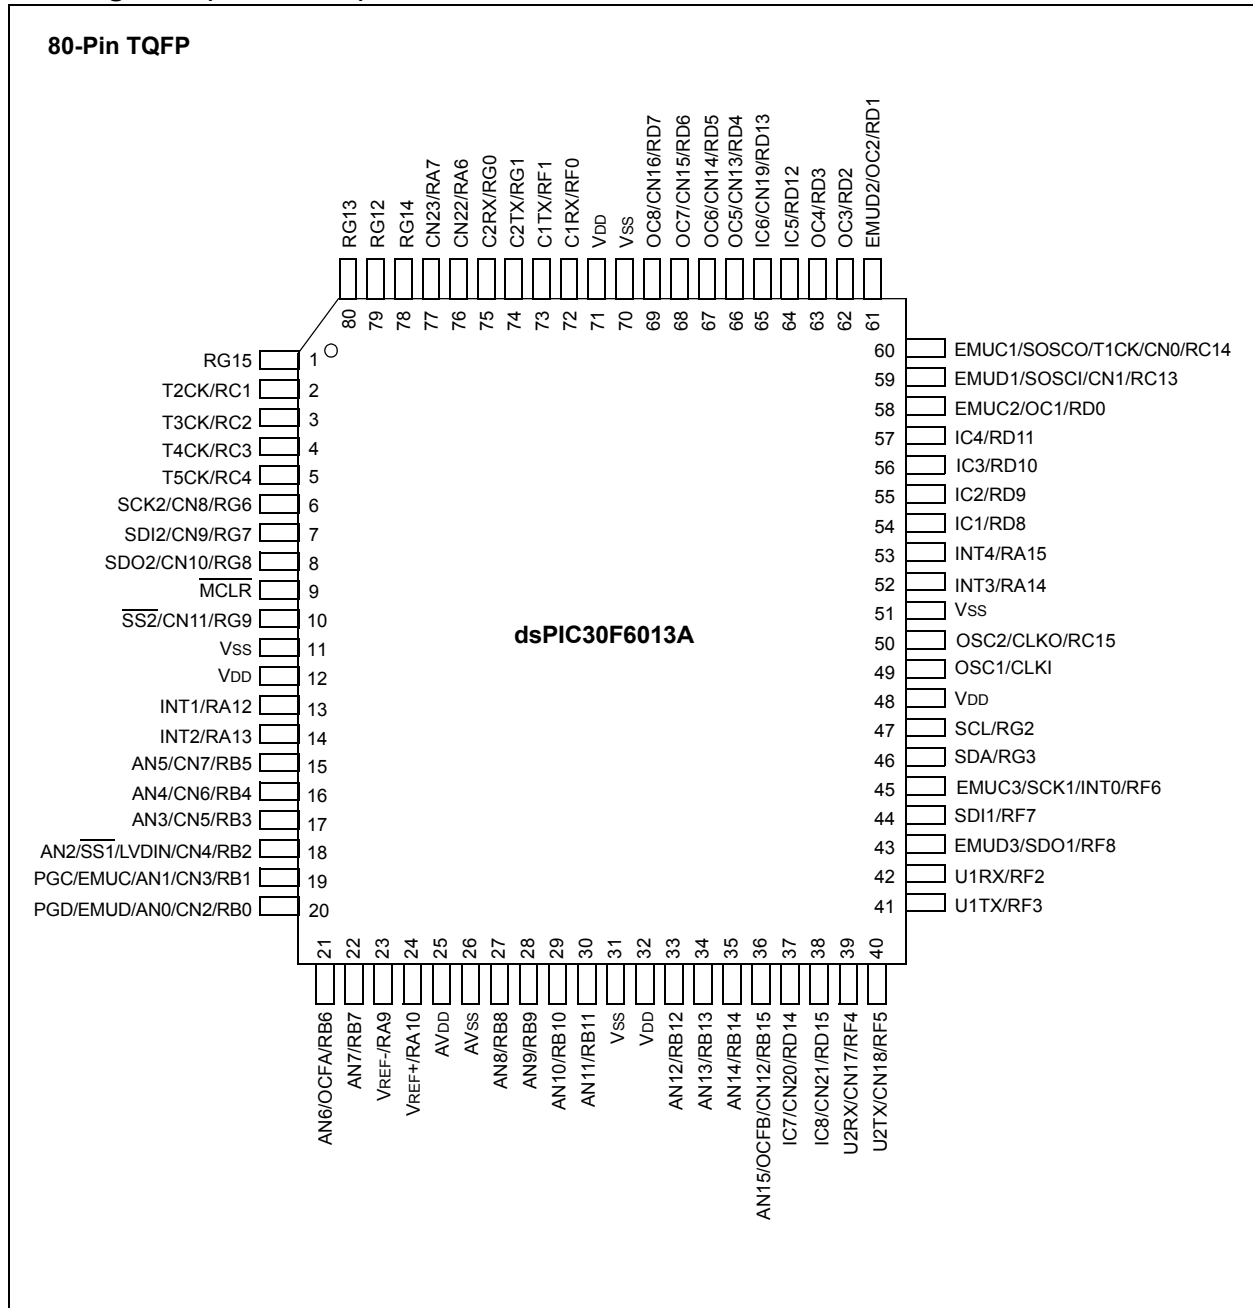 80-Pin TQFP
RG13
RG12
RG14
CN23/RA7
CN22/RA6
C2RX/RG0
C2TX/RG1
C1TX/RF1
C1RX/RF0
VDD
VSS
OC8/CN16/RD7
OC7/CN15/RD6
OC6/CN14/RD5
OC5/CN13/RD4
IC6/CN19/RD13
IC5/RD12
OC4/RD3
OC3/RD2
EMUD2/OC2/RD1
80
79
78
77
76
75
74
73
72
71
70
69
68
67
66
65
64
63
62
61
RG15 1
T2CK/RC1 2
T3CK/RC2 3
T4CK/RC3 4
T5CK/RC4 5
SCK2/CN8/RG6 6
SDI2/CN9/RG7 7
SDO2/CN10/RG8 8
MCLR 9
SS2/CN11/RG9 10
VSS 11
VDD 12
INT1/RA12 13
INT2/RA13 14
AN5/CN7/RB5 15
AN4/CN6/RB4 16
AN3/CN5/RB3 17
AN2/SS1/LVDIN/CN4/RB2 18
PGC/EMUC/AN1/CN3/RB1 19
PGD/EMUD/AN0/CN2/RB0 20
dsPIC30F6013A
60 EMUC1/SOSCO/T1CK/CN0/RC14
59 EMUD1/SOSCI/CN1/RC13
58 EMUC2/OC1/RD0
57 IC4/RD11
56 IC3/RD10
55 IC2/RD9
54 IC1/RD8
53 INT4/RA15
52 INT3/RA14
51 VSS
50 OSC2/CLKO/RC15
49 OSC1/CLKI
48 VDD
47 SCL/RG2
46 SDA/RG3
45 EMUC3/SCK1/INT0/RF6
44 SDI1/RF7
43 EMUD3/SDO1/RF8
42 U1RX/RF2
41 U1TX/RF3
21
22
23
24
25
26
27
28
29
30
31
32
33
34
35
36
37
38
39
40
AN6/OCFA/RB6
AN7/RB7
VREF-/RA9
VREF+/RA10
AVDD
AVSS
AN8/RB8
AN9/RB9
AN10/RB10
AN11/RB11
VSS
VDD
AN12/RB12
AN13/RB13
AN14/RB14
AN15/OCFB/CN12/RB15
IC7/CN20/RD14
IC8/CN21/RD15
U2RX/CN17/RF4
U2TX/CN18/RF5